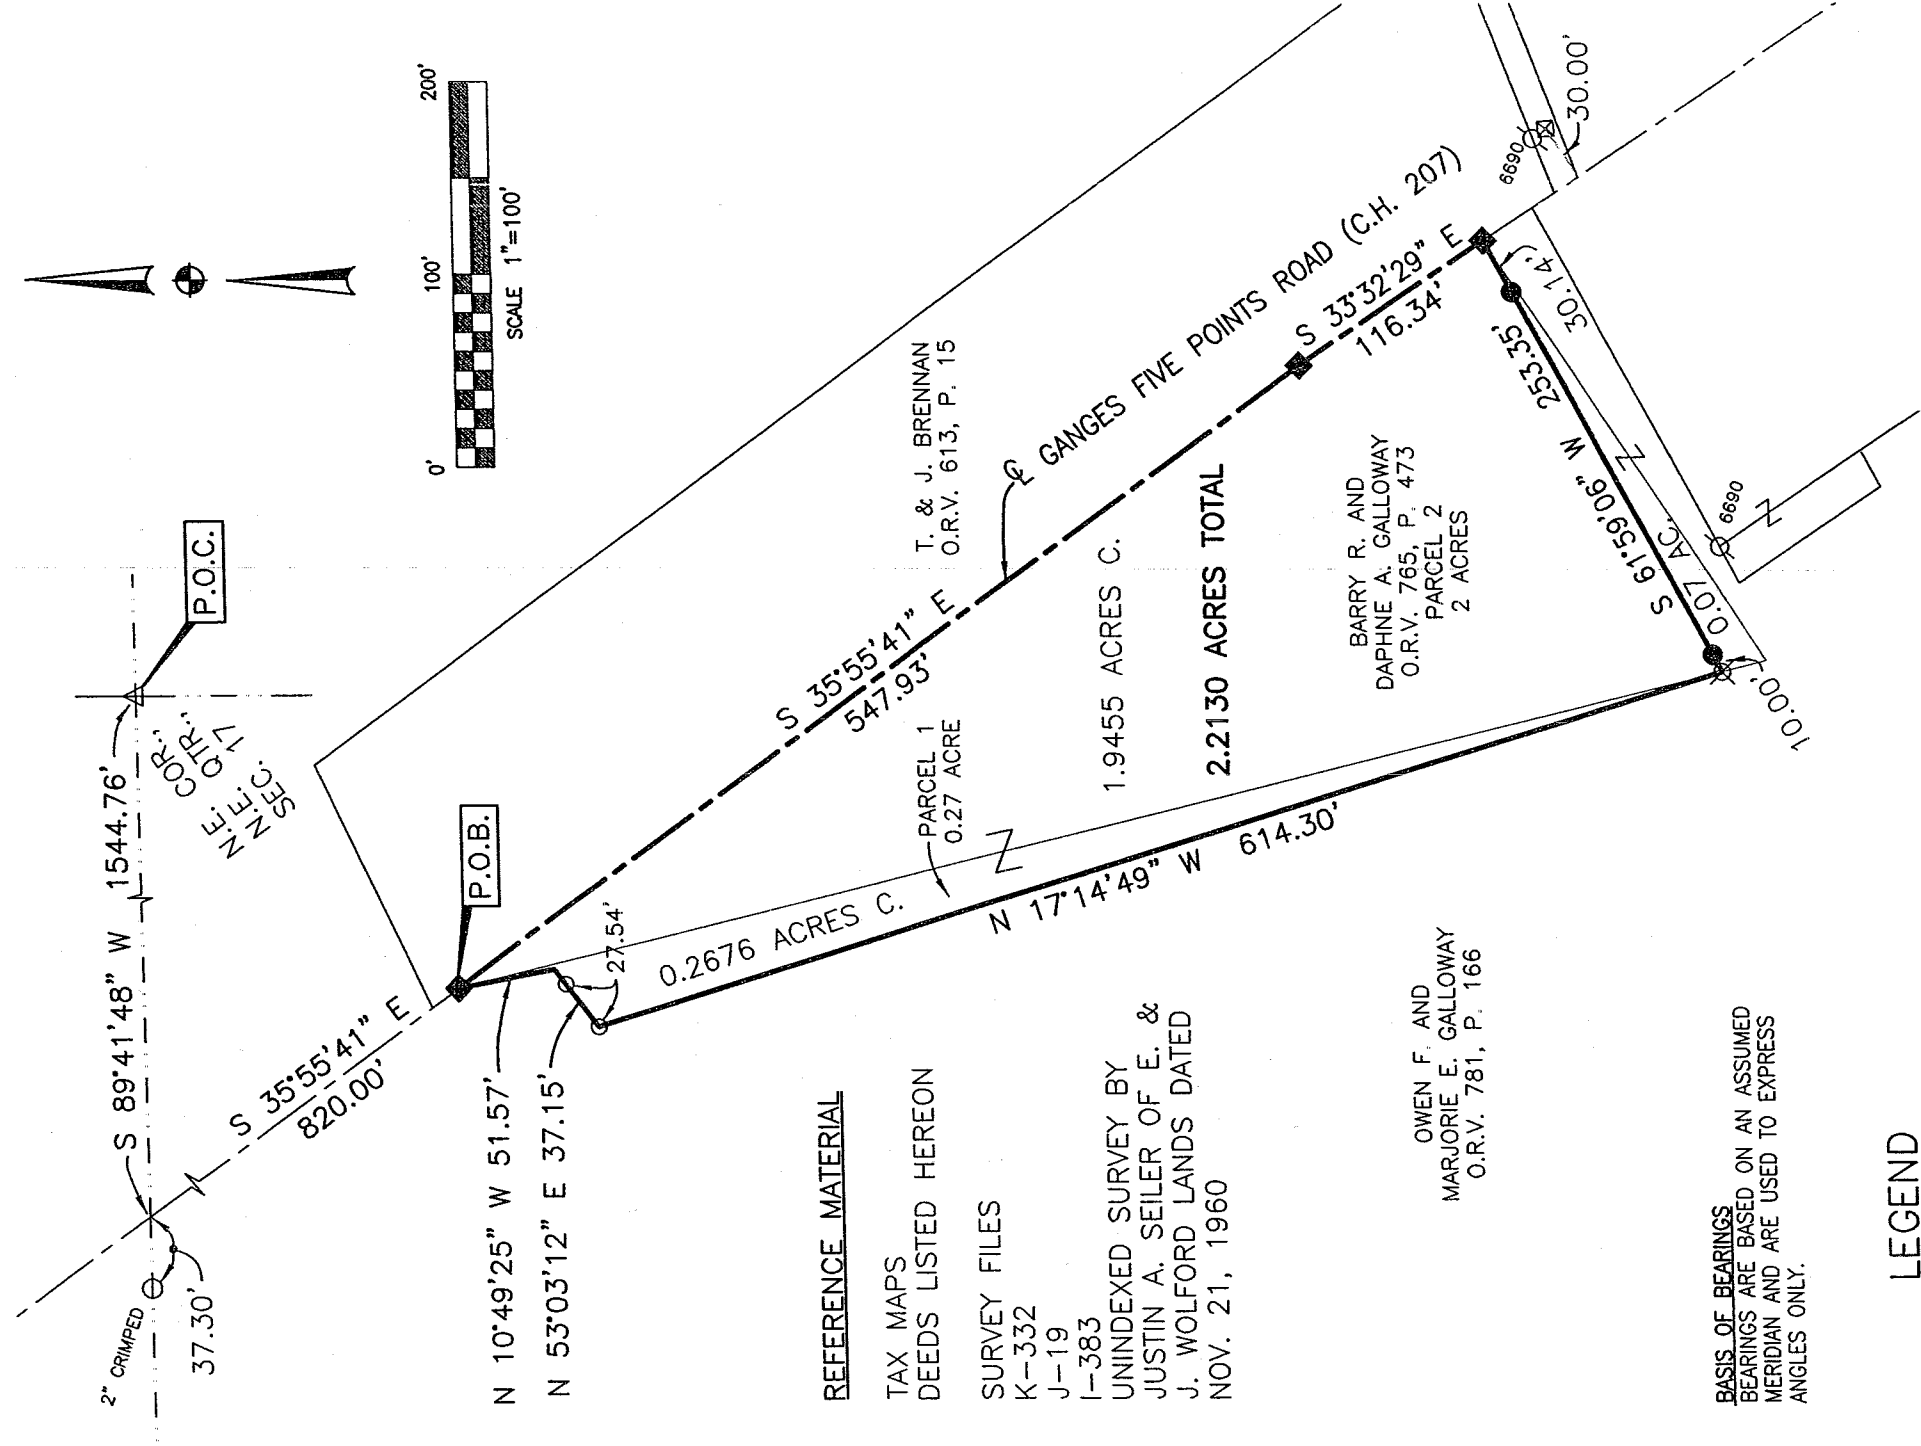 2" CRIMPED
37.30'
S 89°41'48" W 1544.76'
N.E. COR.,
N.E. QTR.,
SEC. 17
P.O.C.
S 35°55'41" E
820.00'
P.O.B.
0' 100' 200'
SCALE 1"=100'
N 10°49'25" W 51.57'
N 53°03'12" E 37.15'
27.54'
0.2676 ACRES C.
S 35°55'41" E
547.93'
T. & J. BRENNAN
O.R.V. 613, P. 15
℄ GANGES FIVE POINTS ROAD (C.H. 207)
S 33°32'29" E
116.34'
6690
30.00'
PARCEL 1
0.27 ACRE
N 17°14'49" W 614.30'
1.9455 ACRES C.
2.2130 ACRES TOTAL
BARRY R. AND
DAPHNE A. GALLOWAY
O.R.V. 765, P. 473
PARCEL 2
2 ACRES
S 61°59'06" W 253.35'
30.14'
0.07 AC.
10.00'
6690
REFERENCE MATERIAL
TAX MAPS
DEEDS LISTED HEREON
SURVEY FILES
K-332
J-19
I-383
UNINDEXED SURVEY BY
JUSTIN A. SEILER OF E. &
J. WOLFORD LANDS DATED
NOV. 21, 1960
OWEN F. AND
MARJORIE E. GALLOWAY
O.R.V. 781, P. 166
BASIS OF BEARINGS
BEARINGS ARE BASED ON AN ASSUMED
MERIDIAN AND ARE USED TO EXPRESS
ANGLES ONLY.
LEGEND